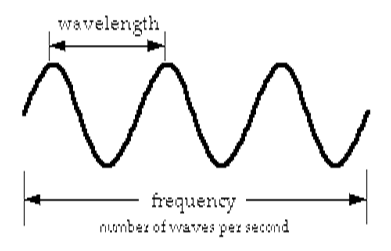 wavelength
frequency
number of waves per second